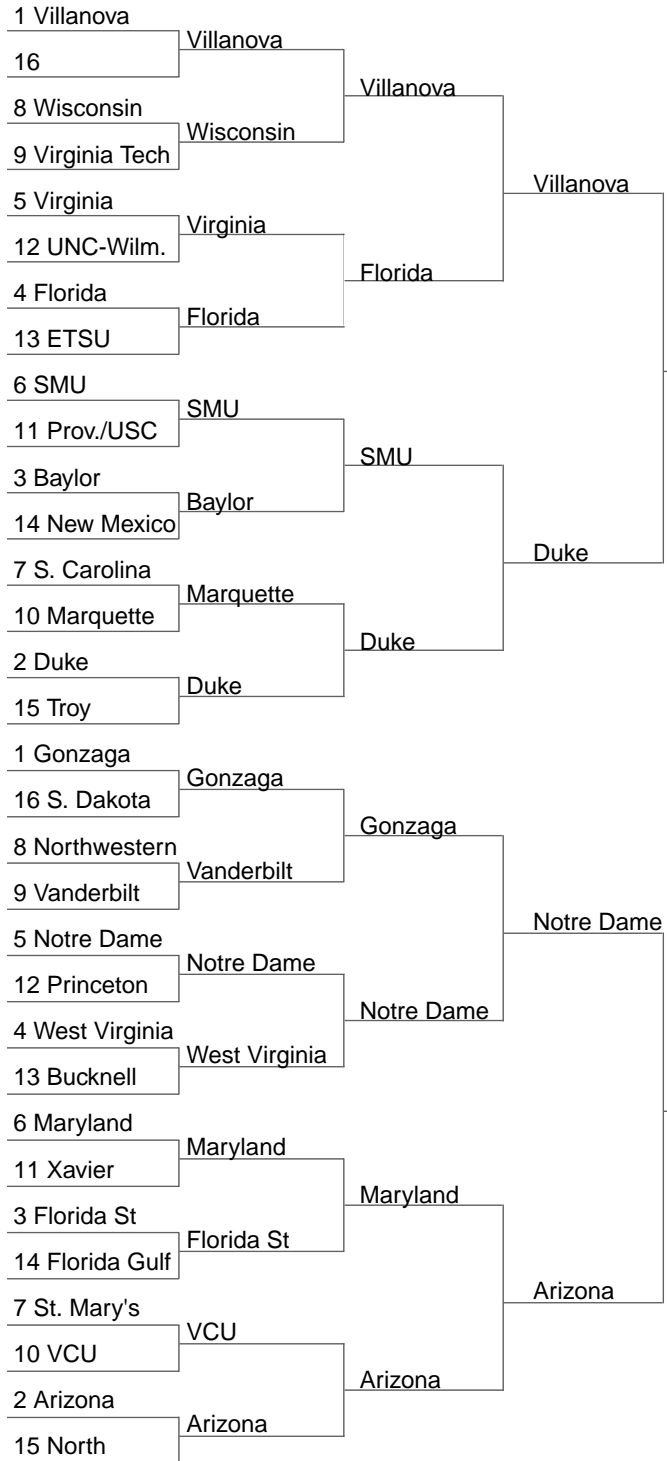 1 Villanova
16
8 Wisconsin
9 Virginia Tech
5 Virginia
12 UNC-Wilm.
4 Florida
13 ETSU
6 SMU
11 Prov./USC
3 Baylor
14 New Mexico
7 S. Carolina
10 Marquette
2 Duke
15 Troy
1 Gonzaga
16 S. Dakota
8 Northwestern
9 Vanderbilt
5 Notre Dame
12 Princeton
4 West Virginia
13 Bucknell
6 Maryland
11 Xavier
3 Florida St
14 Florida Gulf
7 St. Mary's
10 VCU
2 Arizona
15 North
Villanova
Wisconsin
Virginia
Florida
SMU
Baylor
Marquette
Duke
Gonzaga
Vanderbilt
Notre Dame
West Virginia
Maryland
Florida St
VCU
Arizona
Villanova
Florida
SMU
Duke
Gonzaga
Notre Dame
Maryland
Arizona
Villanova
Duke
Notre Dame
Arizona